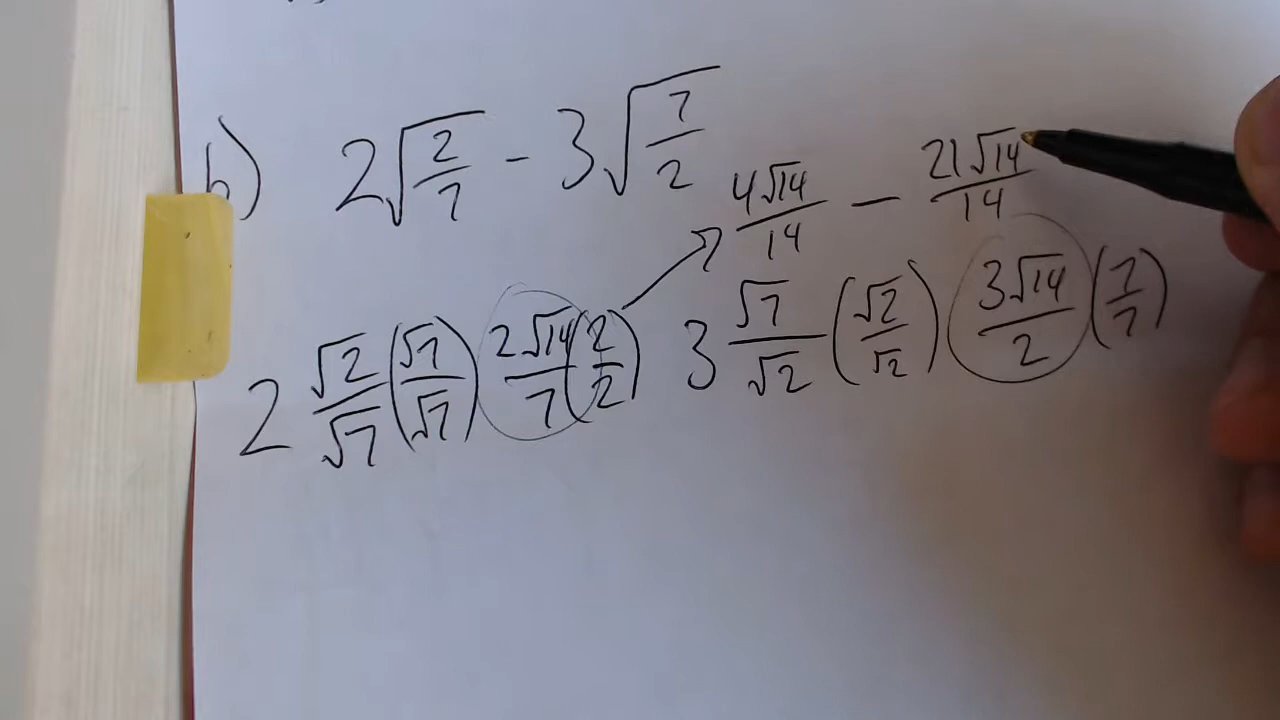 b) 2√(2/7) - 3√(7/2)
4√14/14 - 21√14/14
2 √2/√7 (√7/√7) 2√14/7 (2/2) 3 √7/√2 (√2/√2) 3√14/2 (7/7)